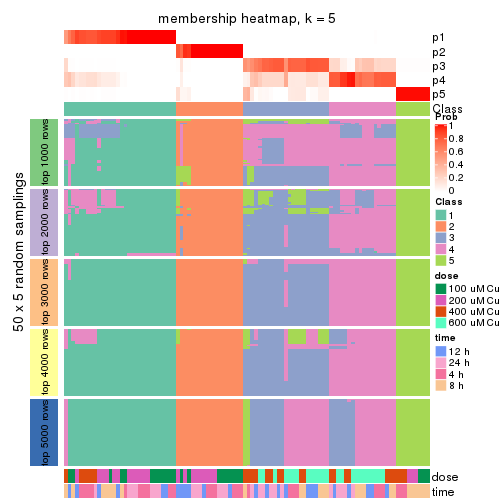 membership heatmap, k = 5
p1
p2
p3
p4
p5
Class
50 x 5 random samplings
top 1000 rows
top 2000 rows
top 3000 rows
top 4000 rows
top 5000 rows
dose
time
Prob
1
0.8
0.6
0.4
0.2
0
Class
1
2
3
4
5
dose
100 uM Cu
200 uM Cu
400 uM Cu
600 uM Cu
time
12 h
24 h
4 h
8 h